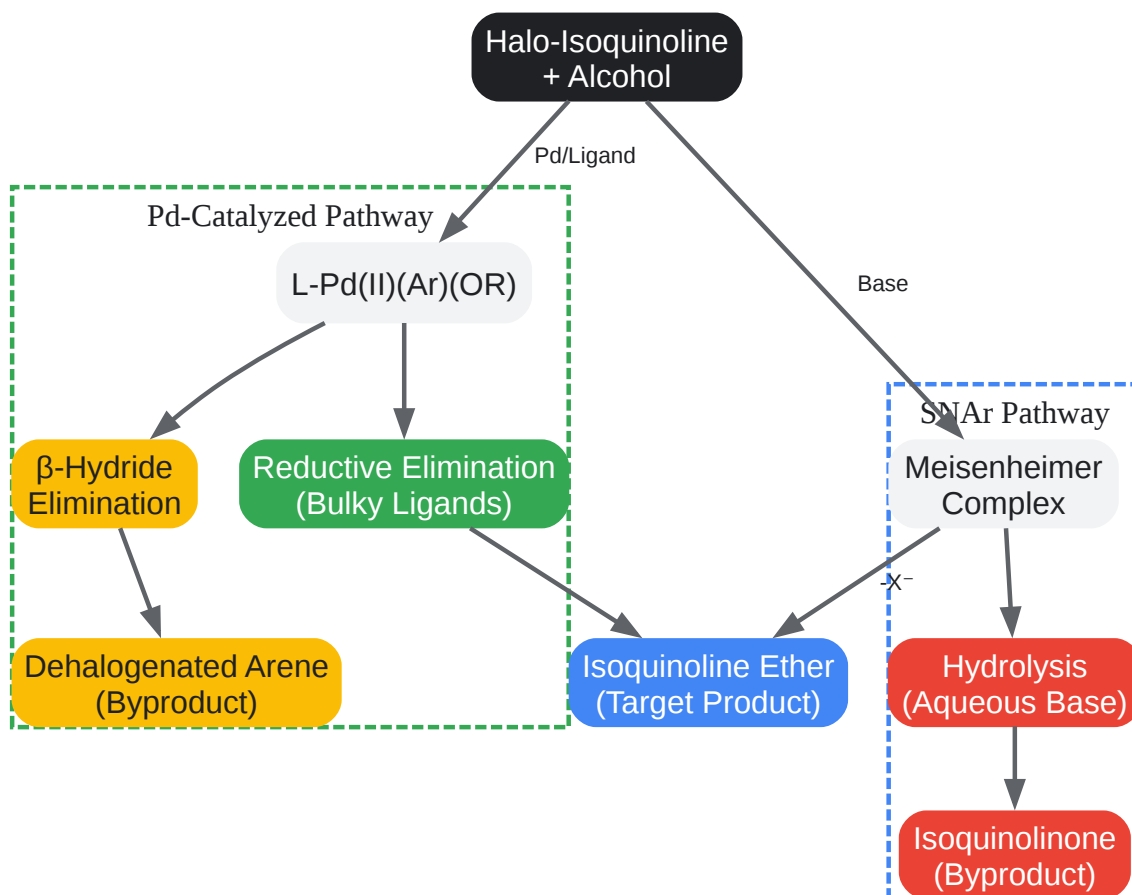 Halo-Isoquinoline
+ Alcohol
Pd/Ligand
Pd-Catalyzed Pathway
L-Pd(II)(Ar)(OR)
Base
SNAr Pathway
β-Hydride
Elimination
Reductive Elimination
(Bulky Ligands)
Meisenheimer
Complex
-X⁻
Dehalogenated Arene
(Byproduct)
Isoquinoline Ether
(Target Product)
Hydrolysis
(Aqueous Base)
Isoquinolinone
(Byproduct)